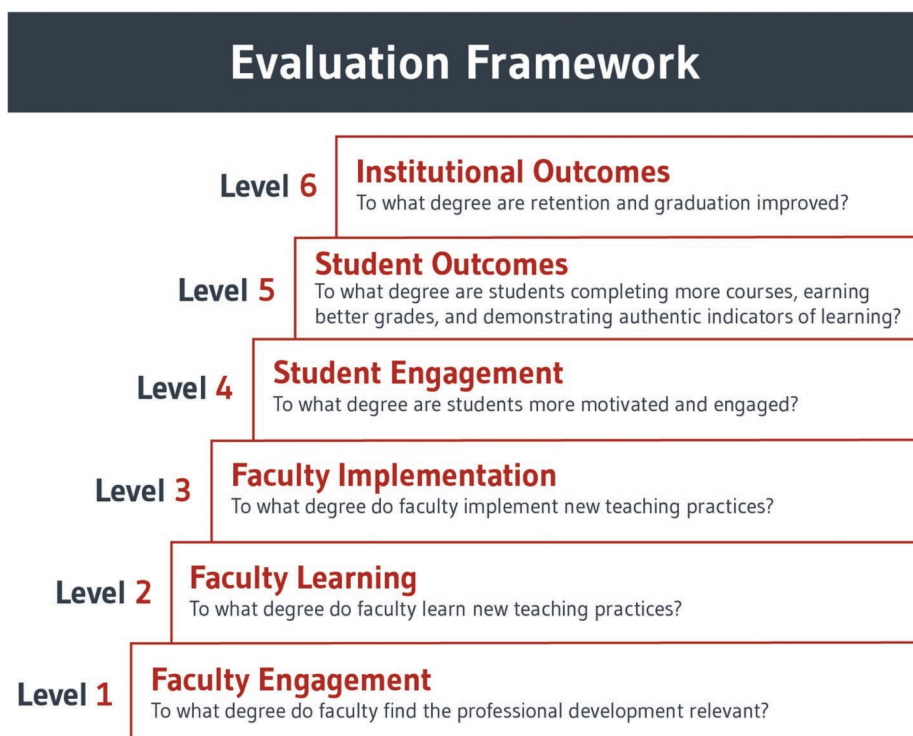 Evaluation Framework
Level 6
Institutional Outcomes
To what degree are retention and graduation improved?
Level 5
Student Outcomes
To what degree are students completing more courses, earning
better grades, and demonstrating authentic indicators of learning?
Level 4
Student Engagement
To what degree are students more motivated and engaged?
Level 3
Faculty Implementation
To what degree do faculty implement new teaching practices?
Level 2
Faculty Learning
To what degree do faculty learn new teaching practices?
Level 1
Faculty Engagement
To what degree do faculty find the professional development relevant?